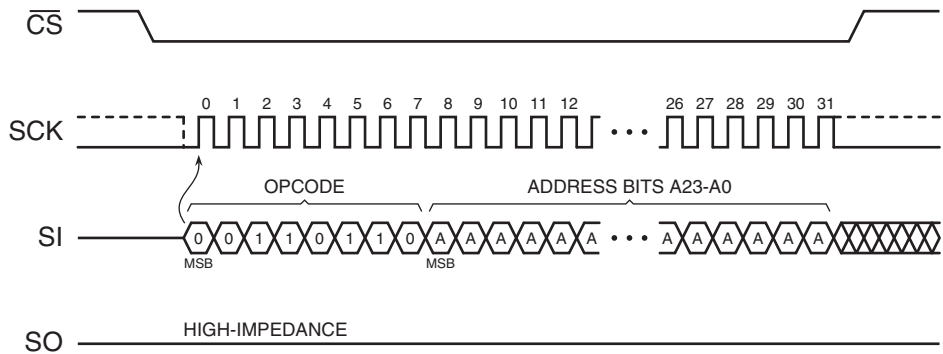 CS
0 1 2 3 4 5 6 7 8 9 10 11 12 26 27 28 29 30 31
SCK
OPCODE ADDRESS BITS A23-A0
SI 0 0 1 1 0 1 1 0 A A A A A A A A A A A A
MSB MSB
HIGH-IMPEDANCE
SO